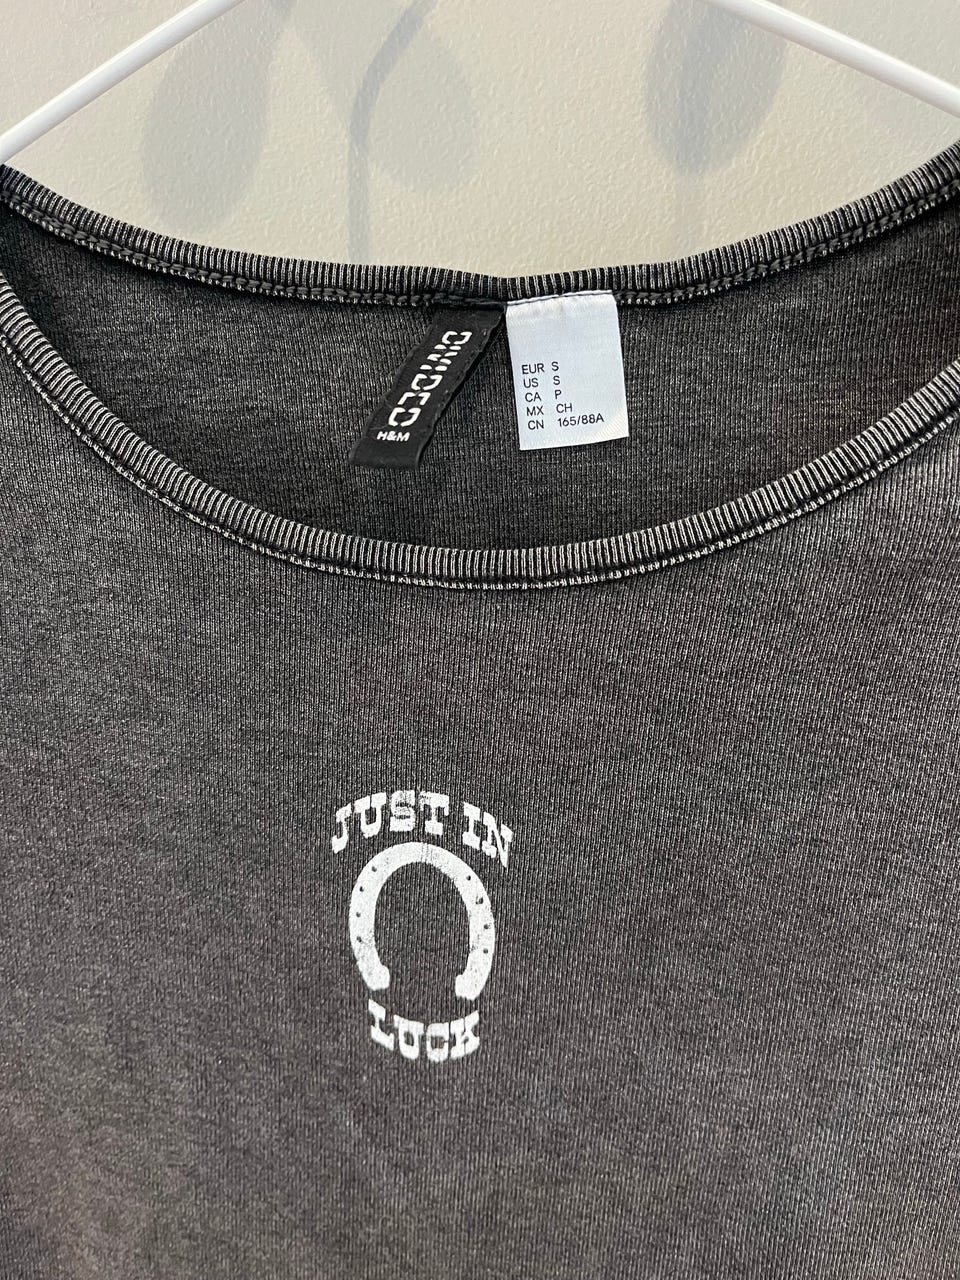 DIVIDED
H&M
EUR S
US S
CA P
MX CH
CN 165/88A
JUST IN
LUCK